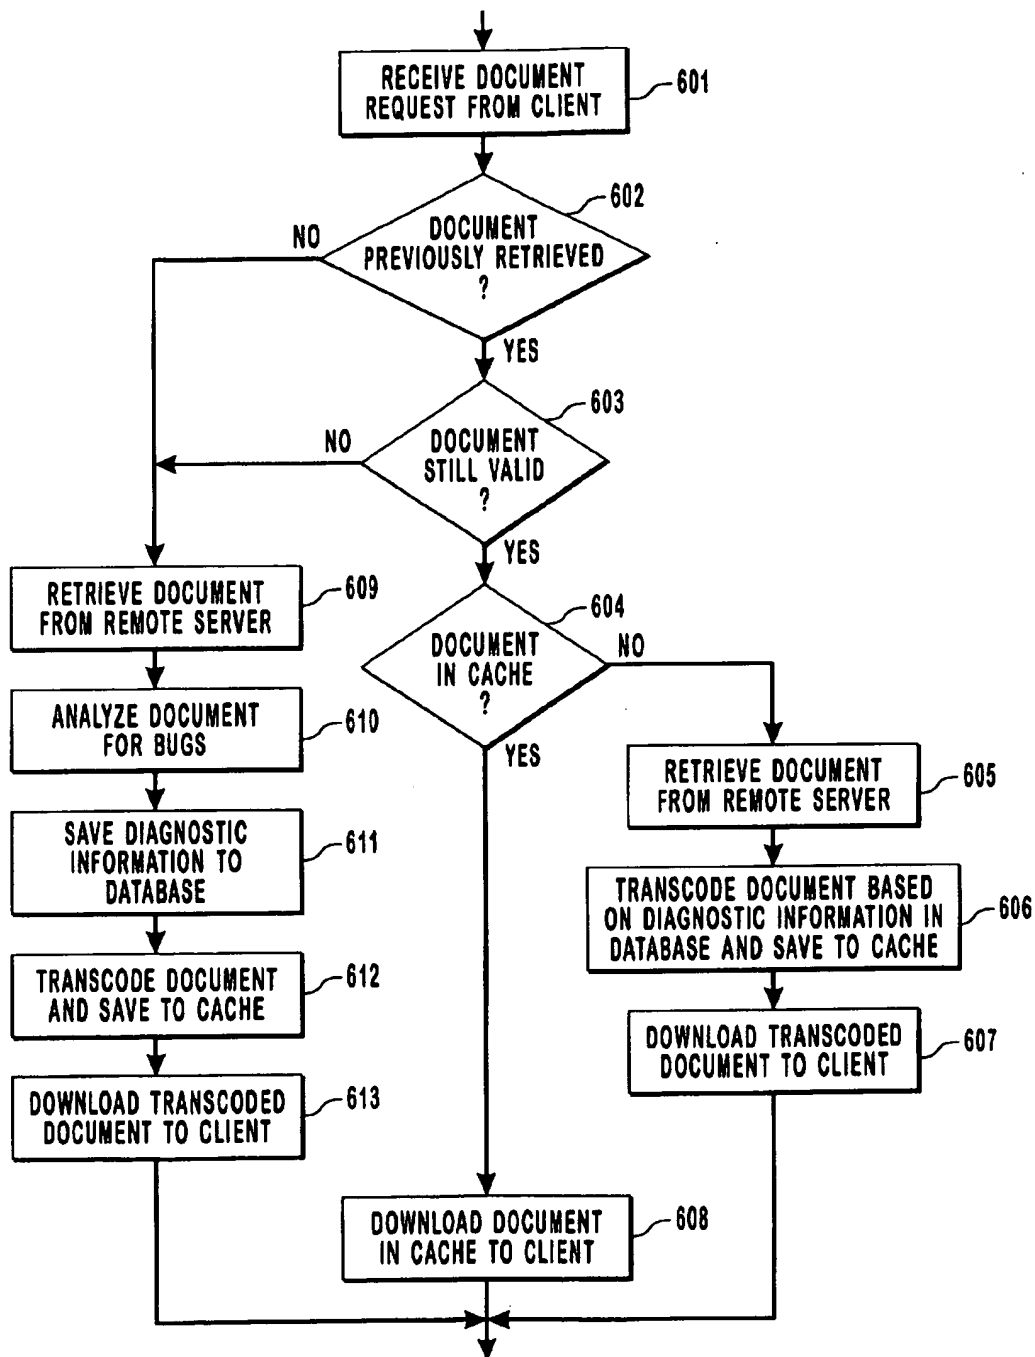 RECEIVE DOCUMENT
REQUEST FROM CLIENT
601
602
DOCUMENT
PREVIOUSLY RETRIEVED
?
NO
YES
603
DOCUMENT
STILL VALID
?
NO
YES
604
DOCUMENT
IN CACHE
?
NO
YES
RETRIEVE DOCUMENT
FROM REMOTE SERVER
609
ANALYZE DOCUMENT
FOR BUGS
610
SAVE DIAGNOSTIC
INFORMATION TO
DATABASE
611
TRANSCODE DOCUMENT
AND SAVE TO CACHE
612
DOWNLOAD TRANSCODED
DOCUMENT TO CLIENT
613
RETRIEVE DOCUMENT
FROM REMOTE SERVER
605
TRANSCODE DOCUMENT BASED
ON DIAGNOSTIC INFORMATION IN
DATABASE AND SAVE TO CACHE
606
DOWNLOAD TRANSCODED
DOCUMENT TO CLIENT
607
DOWNLOAD DOCUMENT
IN CACHE TO CLIENT
608